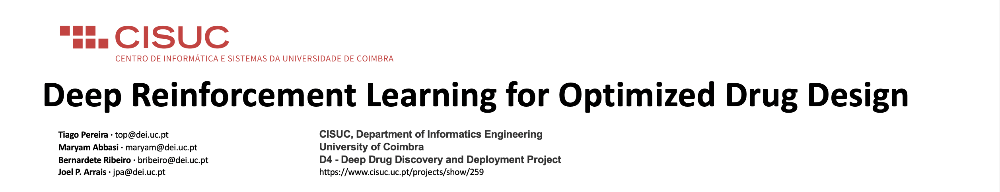 CISUC
CENTRO DE INFORMÁTICA E SISTEMAS DA UNIVERSIDADE DE COIMBRA
Deep Reinforcement Learning for Optimized Drug Design
Tiago Pereira · top@dei.uc.pt
Maryam Abbasi · maryam@dei.uc.pt
Bernardete Ribeiro · bribeiro@dei.uc.pt
Joel P. Arrais · jpa@dei.uc.pt
CISUC, Department of Informatics Engineering
University of Coimbra
D4 - Deep Drug Discovery and Deployment Project
https://www.cisuc.uc.pt/projects/show/259